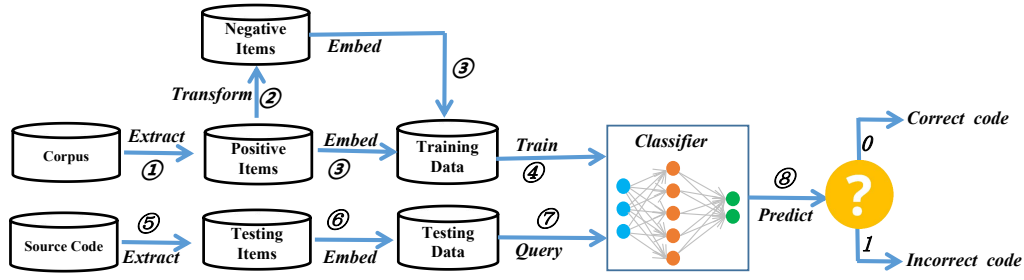 Negative
Items
Embed
③
Transform
②
Corpus
Extract
①
Positive
Items
Embed
③
Training
Data
Train
④
Classifier
⑧
Predict
?
0
Correct code
1
Incorrect code
Source Code
⑤
Extract
Testing
Items
⑥
Embed
Testing
Data
⑦
Query